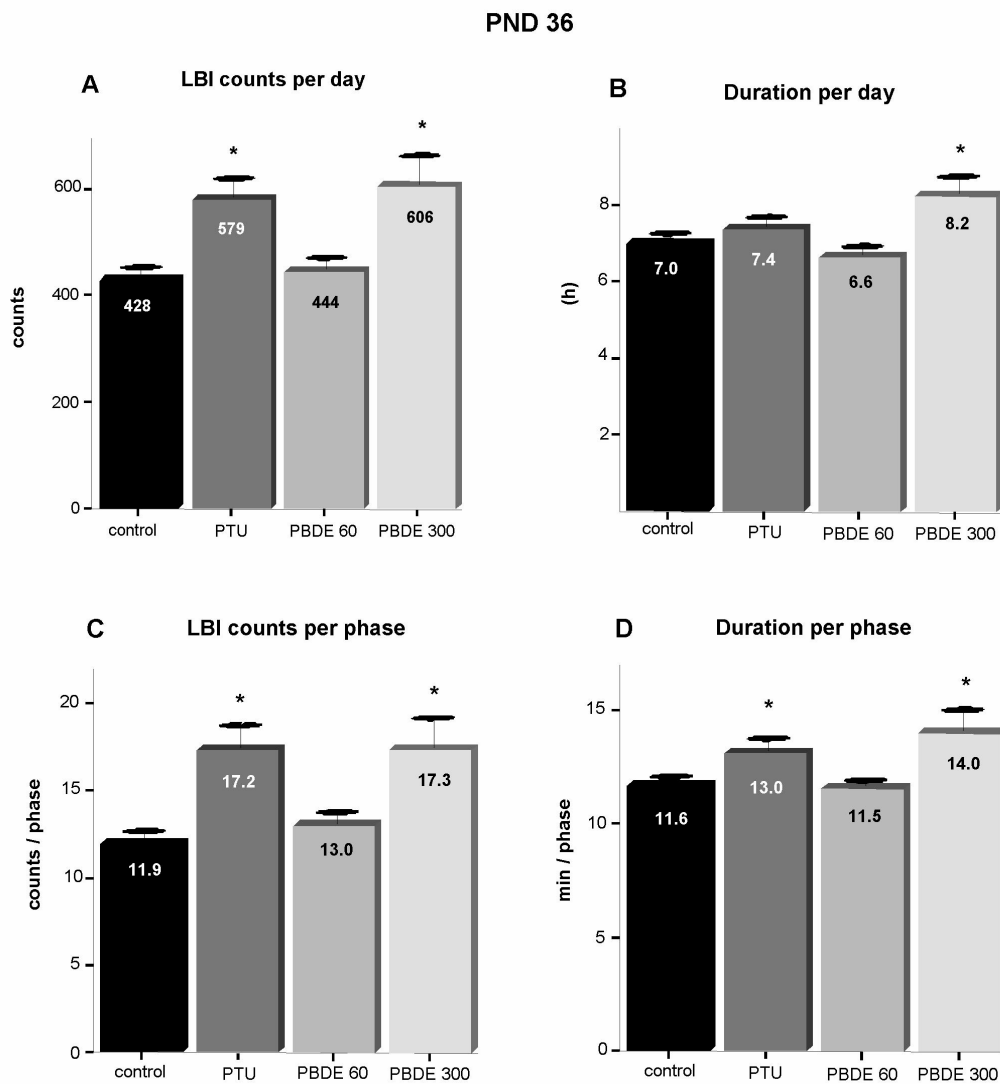 PND 36
A
LBI counts per day
counts
600
400
200
0
*
*
428
579
444
606
control
PTU
PBDE 60
PBDE 300
B
Duration per day
(h)
8
6
4
2
*
7.0
7.4
6.6
8.2
control
PTU
PBDE 60
PBDE 300
C
LBI counts per phase
counts / phase
20
15
10
5
0
*
*
11.9
17.2
13.0
17.3
control
PTU
PBDE 60
PBDE 300
D
Duration per phase
min / phase
15
10
5
0
*
*
11.6
13.0
11.5
14.0
control
PTU
PBDE 60
PBDE 300